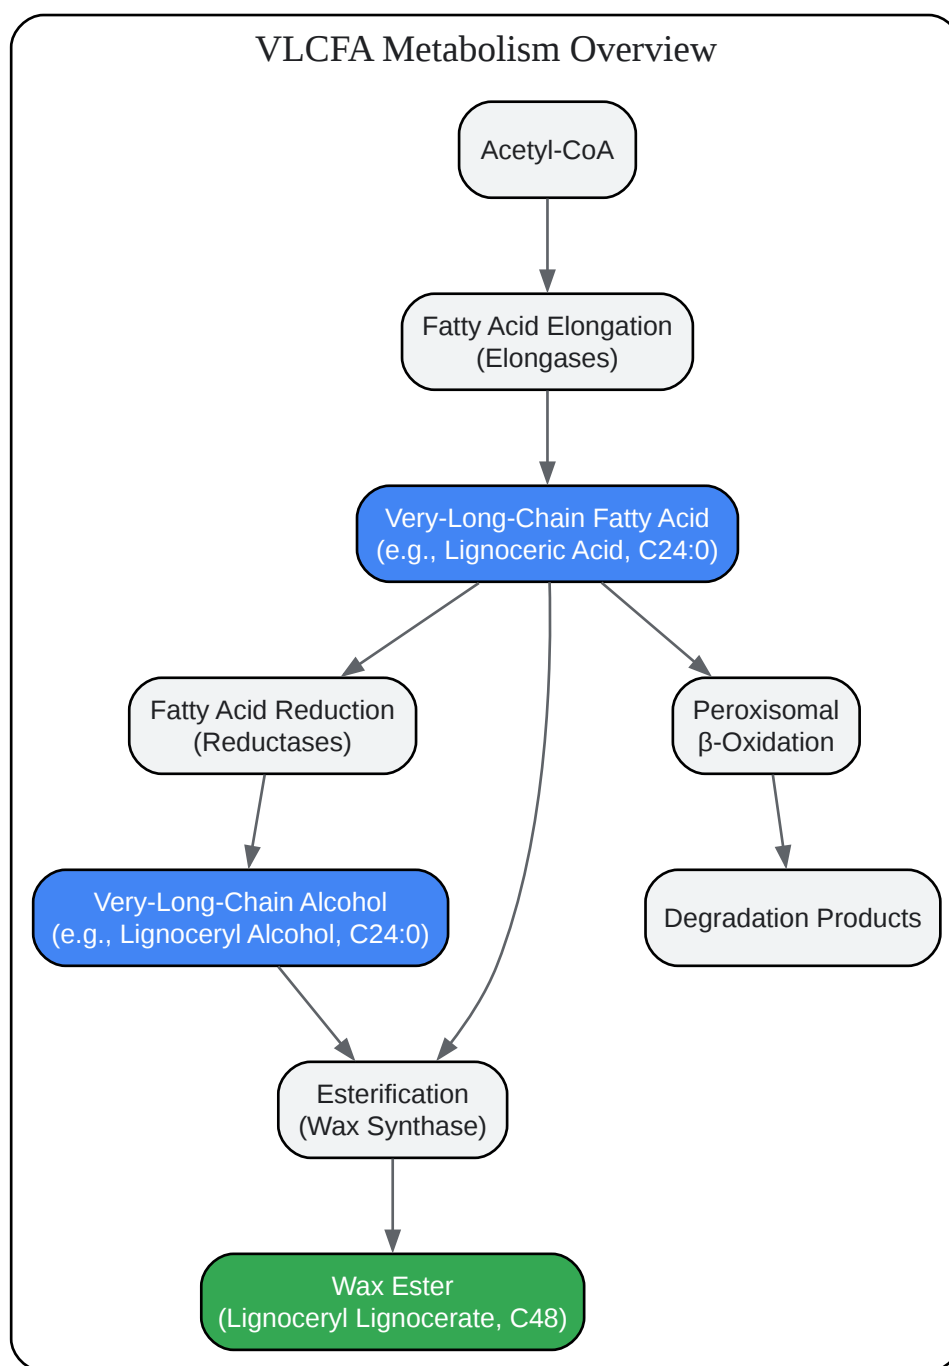 VLCFA Metabolism Overview
Acetyl-CoA
Fatty Acid Elongation
(Elongases)
Very-Long-Chain Fatty Acid
(e.g., Lignoceric Acid, C24:0)
Fatty Acid Reduction
(Reductases)
Peroxisomal
β-Oxidation
Very-Long-Chain Alcohol
(e.g., Lignoceryl Alcohol, C24:0)
Degradation Products
Esterification
(Wax Synthase)
Wax Ester
(Lignoceryl Lignocerate, C48)